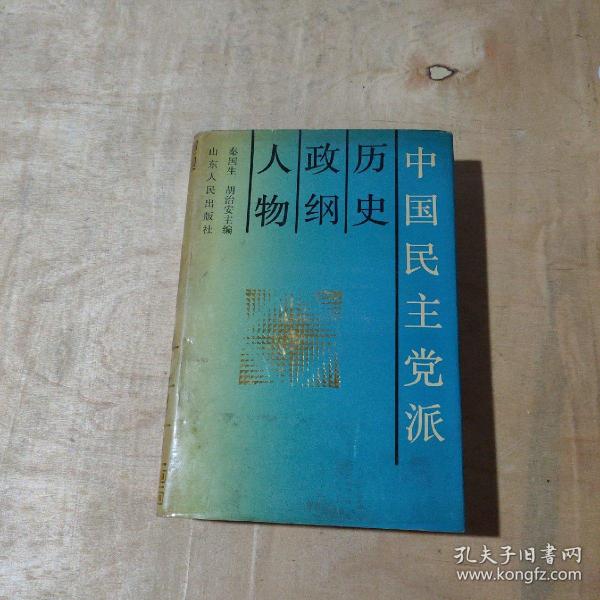 中国民主党派
历史
政纲
人物
秦国生 胡治安主编
山东人民出版社
孔夫子旧书网
www.kongfz.com